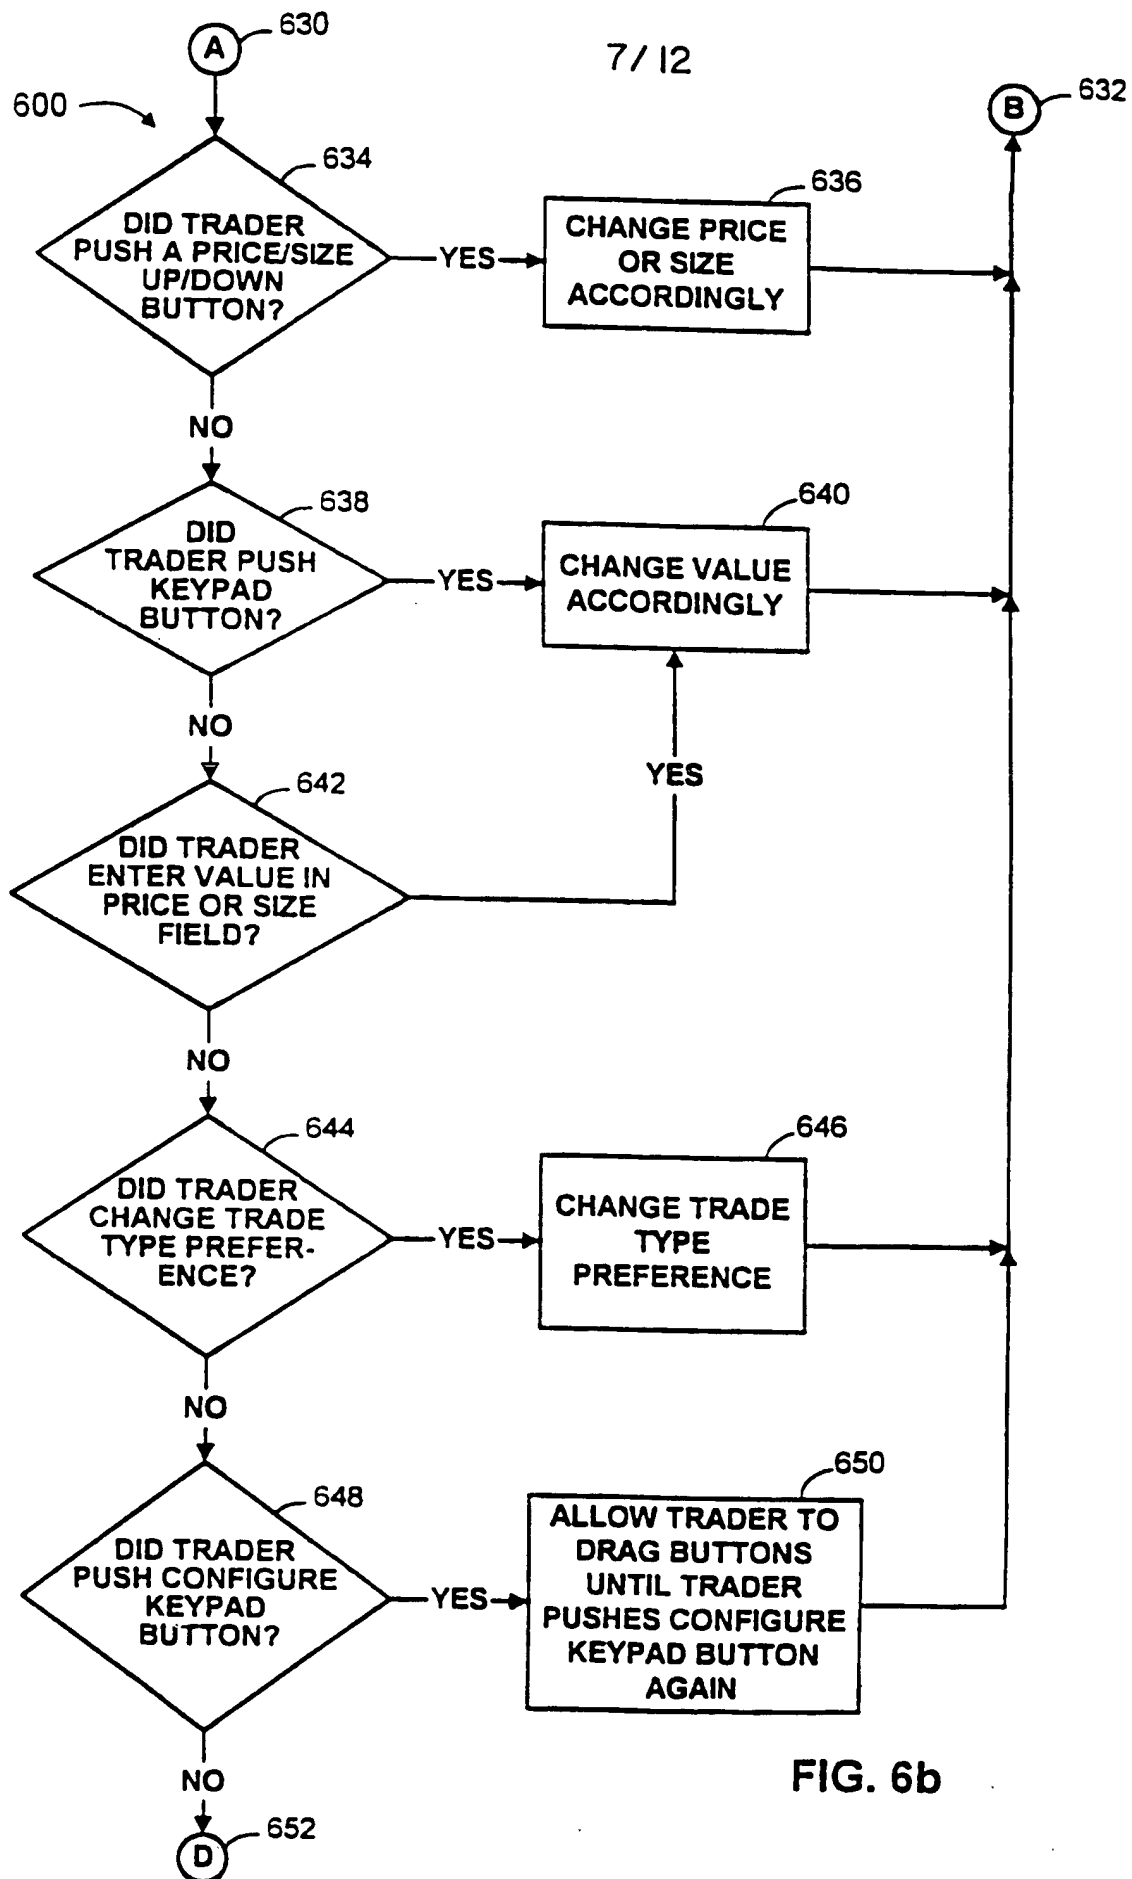 A
630
7/12
600
B
632
634
DID TRADER
PUSH A PRICE/SIZE
UP/DOWN
BUTTON?
YES
636
CHANGE PRICE
OR SIZE
ACCORDINGLY
NO
638
DID
TRADER PUSH
KEYPAD
BUTTON?
YES
640
CHANGE VALUE
ACCORDINGLY
NO
YES
642
DID TRADER
ENTER VALUE IN
PRICE OR SIZE
FIELD?
NO
644
DID TRADER
CHANGE TRADE
TYPE PREFER-
ENCE?
YES
646
CHANGE TRADE
TYPE
PREFERENCE
NO
648
DID TRADER
PUSH CONFIGURE
KEYPAD
BUTTON?
YES
650
ALLOW TRADER TO
DRAG BUTTONS
UNTIL TRADER
PUSHES CONFIGURE
KEYPAD BUTTON
AGAIN
NO
D
652
FIG. 6b